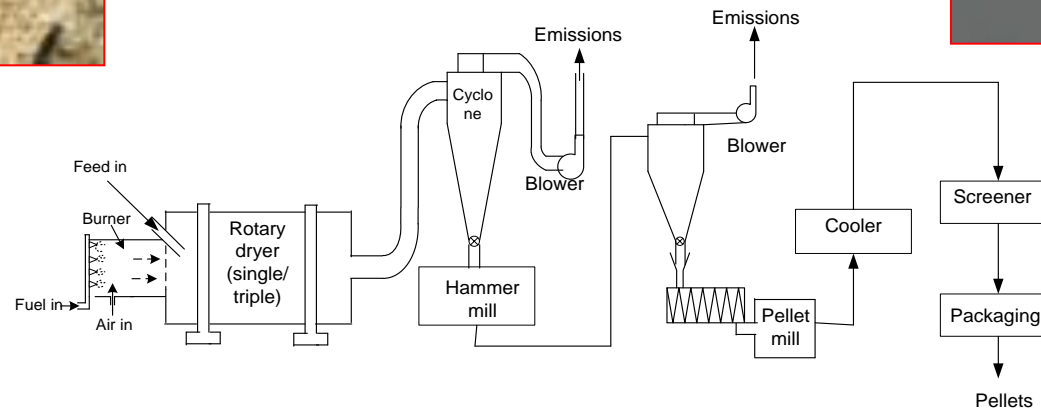 Emissions
Emissions
Cyclo
ne
Blower
Blower
Feed in
Burner
Rotary
dryer
(single/
triple)
Fuel in
Air in
Hammer
mill
Pellet
mill
Cooler
Screener
Packaging
Pellets